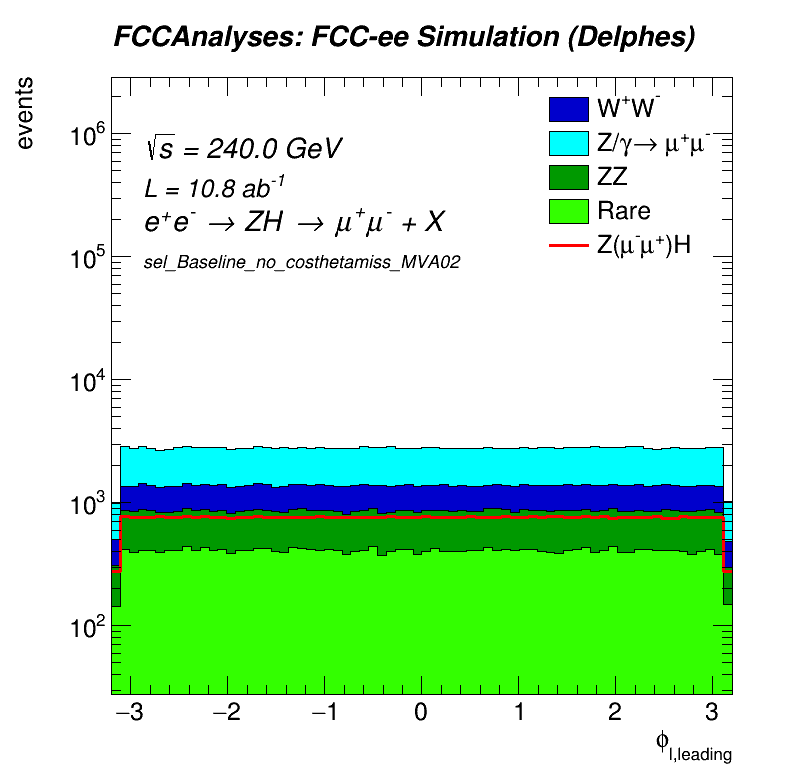 FCCAnalyses: FCC-ee Simulation (Delphes)
events
√s = 240.0 GeV
L = 10.8 ab⁻¹
e⁺e⁻ → ZH → μ⁺μ⁻ + X
sel_Baseline_no_costhetamiss_MVA02
W⁺W⁻
Z/γ→ μ⁺μ⁻
ZZ
Rare
Z(μ⁻μ⁺)H
10⁶
10⁵
10⁴
10³
10²
−3 −2 −1 0 1 2 3
ϕl,leading